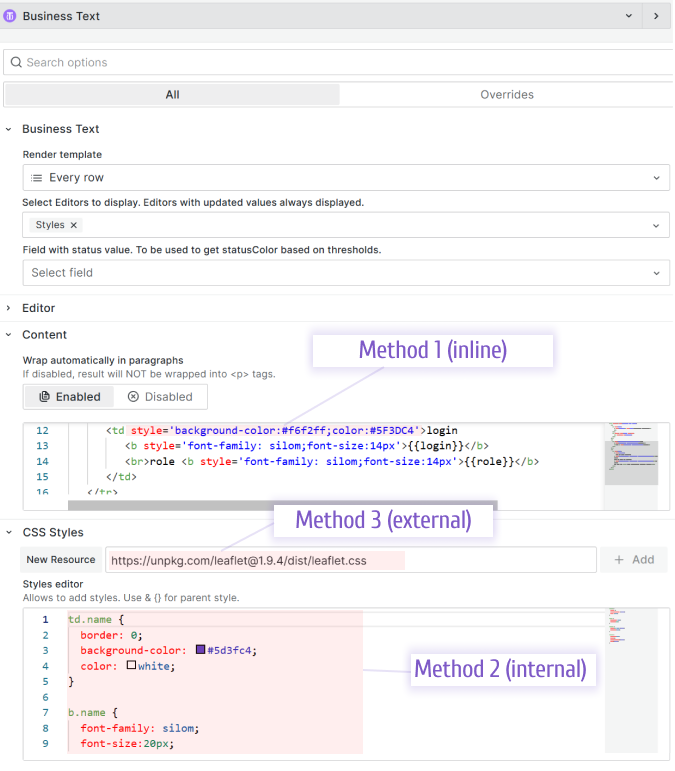 Business Text
Search options
All
Overrides
Business Text
Render template
Every row
Select Editors to display. Editors with updated values always displayed.
Styles ×
Field with status value. To be used to get statusColor based on thresholds.
Select field
Editor
Content
Method 1 (inline)
Wrap automatically in paragraphs
If disabled, result will NOT be wrapped into <p> tags.
Enabled
Disabled
12 <td style='background-color:#f6f2ff;color:#5F3DC4'>login
13 <b style='font-family: silom;font-size:14px'>{{login}}</b>
14 <br>role <b style='font-family: silom;font-size:14px'>{{role}}</b>
15 </td>
16 </tr>
Method 3 (external)
CSS Styles
New Resource
https://unpkg.com/leaflet@1.9.4/dist/leaflet.css
+ Add
Styles editor
Allows to add styles. Use & {} for parent style.
1 td.name {
2 border: 0;
3 background-color: #5d3fc4;
4 color: white;
5 }
6
7 b.name {
8 font-family: silom;
9 font-size:20px;
Method 2 (internal)